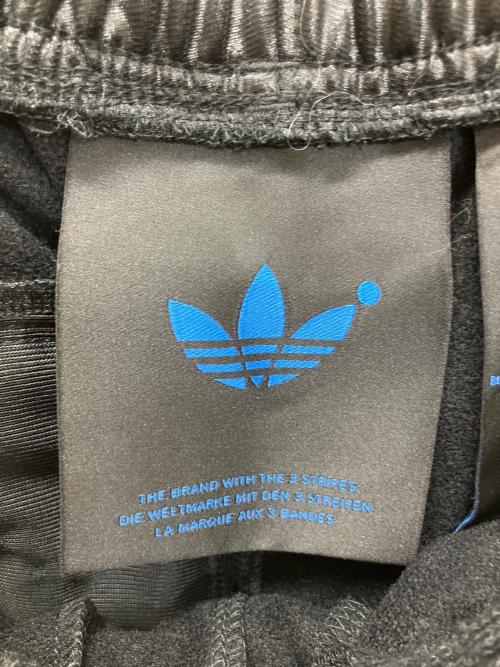 THE BRAND WITH THE 3 STRIPES
DIE WELTMARKE MIT DEN 3 STREIFEN
LA MARQUE AUX 3 BANDES